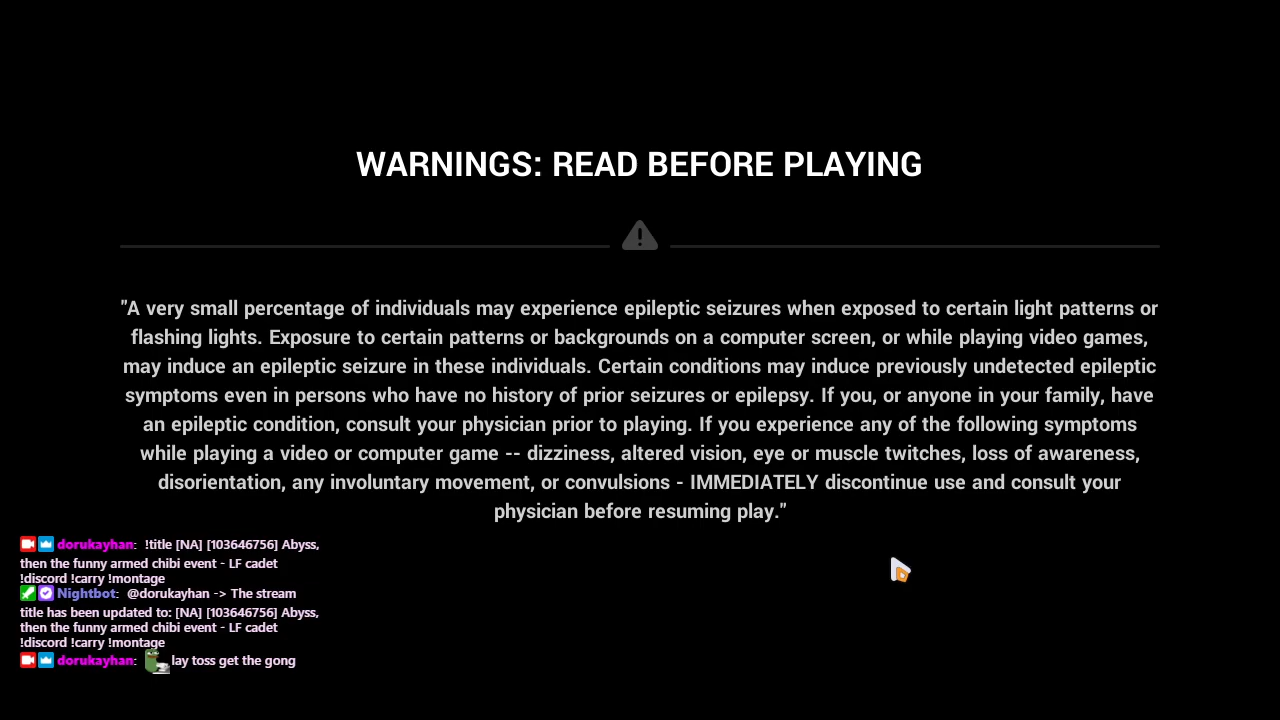 WARNINGS: READ BEFORE PLAYING
"A very small percentage of individuals may experience epileptic seizures when exposed to certain light patterns or
flashing lights. Exposure to certain patterns or backgrounds on a computer screen, or while playing video games,
may induce an epileptic seizure in these individuals. Certain conditions may induce previously undetected epileptic
symptoms even in persons who have no history of prior seizures or epilepsy. If you, or anyone in your family, have
an epileptic condition, consult your physician prior to playing. If you experience any of the following symptoms
while playing a video or computer game -- dizziness, altered vision, eye or muscle twitches, loss of awareness,
disorientation, any involuntary movement, or convulsions - IMMEDIATELY discontinue use and consult your
physician before resuming play."
dorukayhan: !title [NA] [103646756] Abyss,
then the funny armed chibi event - LF cadet
!discord !carry !montage
Nightbot: @dorukayhan -> The stream
title has been updated to: [NA] [103646756] Abyss,
then the funny armed chibi event - LF cadet
!discord !carry !montage
dorukayhan: lay toss get the gong